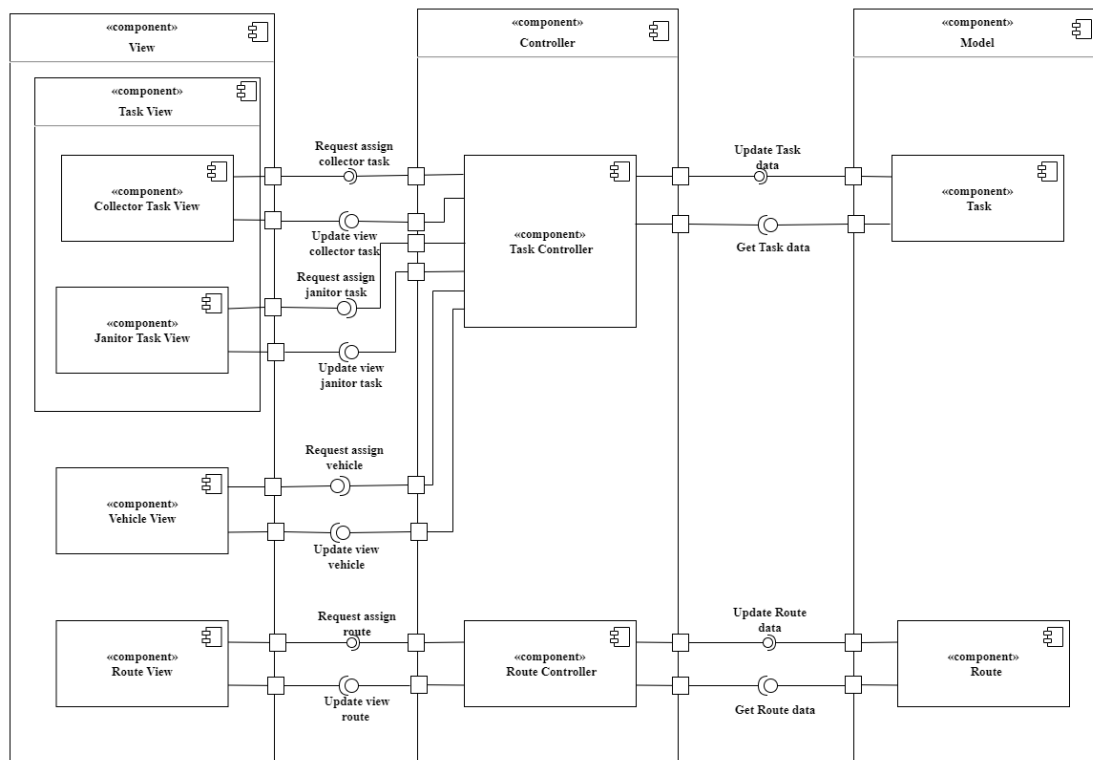 «component»
View
«component»
Task View
«component»
Collector Task View
«component»
Janitor Task View
«component»
Vehicle View
«component»
Route View
Request assign
collector task
Update view
collector task
Request assign
janitor task
Update view
janitor task
Request assign
vehicle
Update view
vehicle
Request assign
route
Update view
route
«component»
Controller
«component»
Task Controller
«component»
Route Controller
Update Task
data
Get Task data
Update Route
data
Get Route data
«component»
Model
«component»
Task
«component»
Route